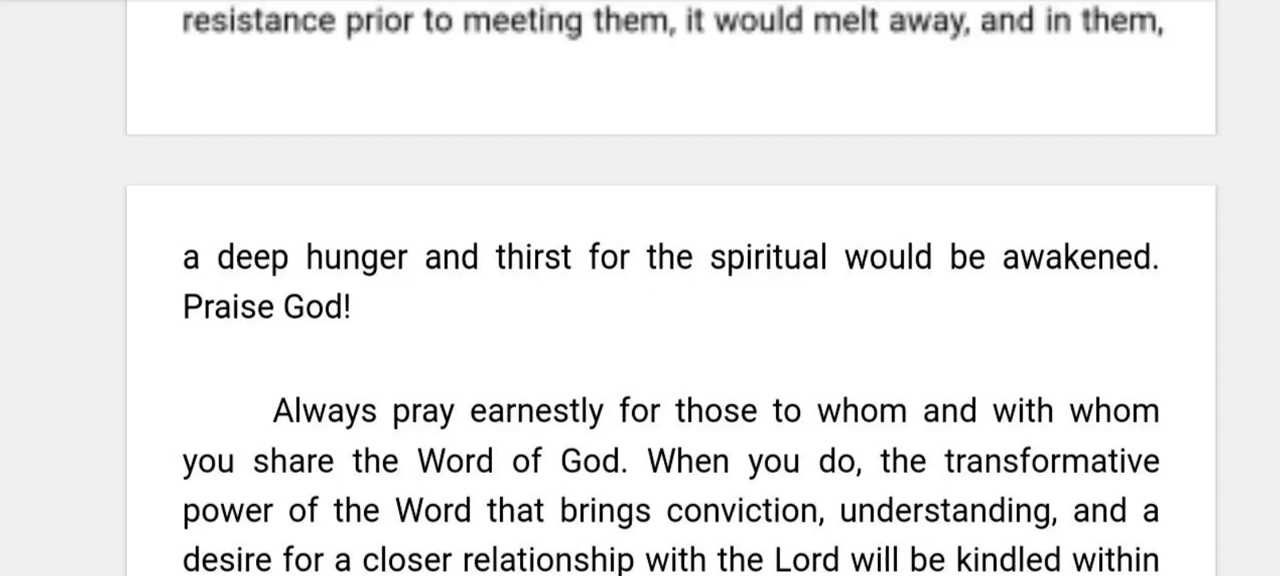 resistance prior to meeting them, it would melt away, and in them,
a deep hunger and thirst for the spiritual would be awakened.
Praise God!
Always pray earnestly for those to whom and with whom
you share the Word of God. When you do, the transformative
power of the Word that brings conviction, understanding, and a
desire for a closer relationship with the Lord will be kindled within